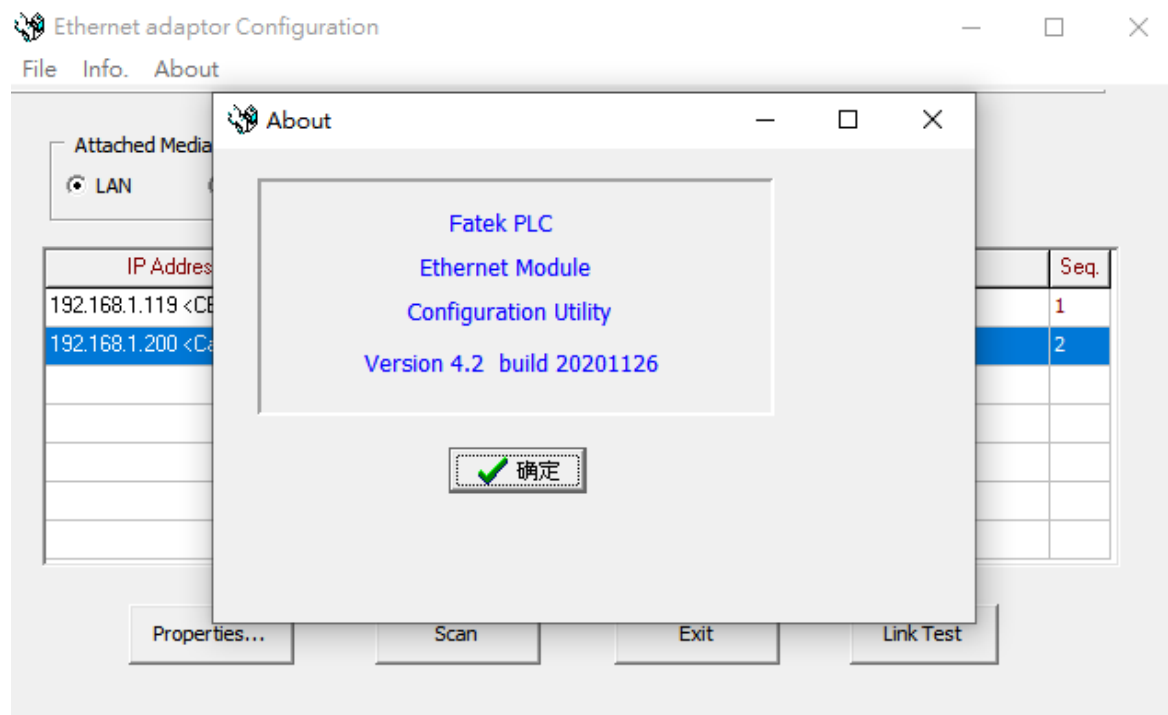 Ethernet adaptor Configuration
File Info. About
About
Attached Media
LAN
Fatek PLC
Ethernet Module
Configuration Utility
Version 4.2 build 20201126
IP Addres
Seq.
192.168.1.119 <CE
1
192.168.1.200 <Ca
2
确定
Properties... Scan Exit Link Test